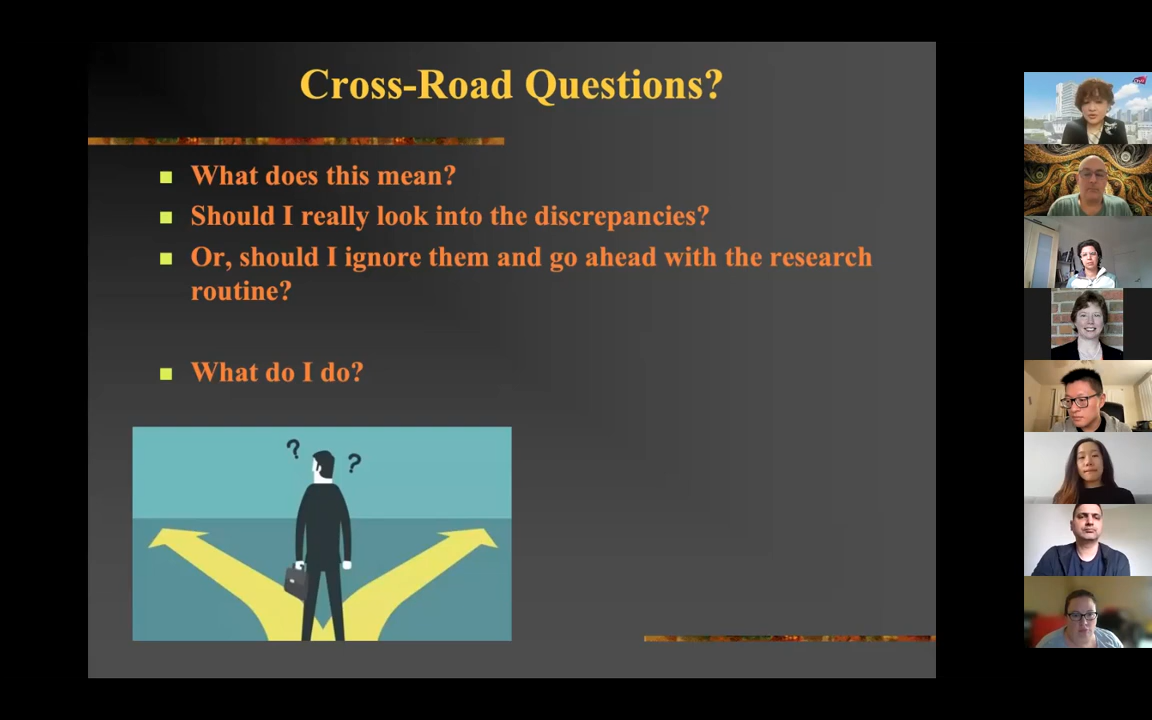 Cross-Road Questions?
What does this mean?
Should I really look into the discrepancies?
Or, should I ignore them and go ahead with the research
routine?
What do I do?
? ?